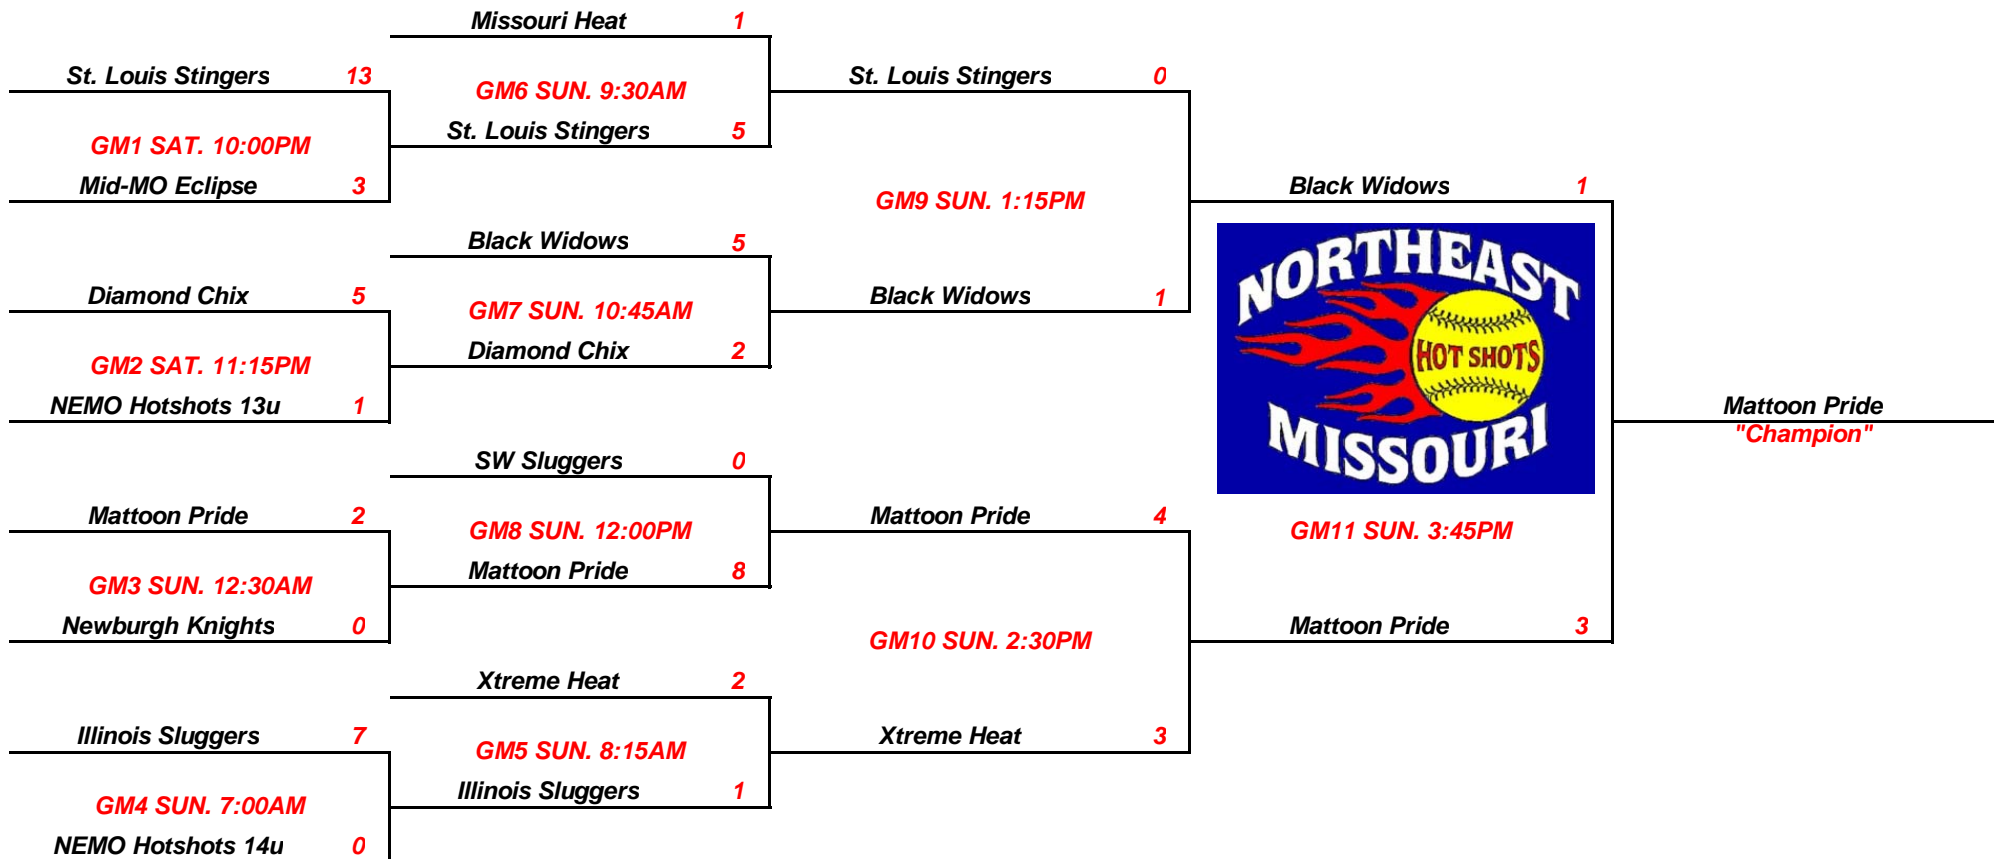 Missouri Heat 1
St. Louis Stingers 13
St. Louis Stingers 0
GM6 SUN. 9:30AM
St. Louis Stingers 5
GM1 SAT. 10:00PM
Mid-MO Eclipse 3
Black Widows 1
GM9 SUN. 1:15PM
Black Widows 5
NORTHEAST
Diamond Chix 5
Black Widows 1
GM7 SUN. 10:45AM
Diamond Chix 2
HOT SHOTS
GM2 SAT. 11:15PM
NEMO Hotshots 13u 1
Mattoon Pride
"Champion"
MISSOURI
SW Sluggers 0
Mattoon Pride 2
Mattoon Pride 4
GM8 SUN. 12:00PM
GM11 SUN. 3:45PM
Mattoon Pride 8
GM3 SUN. 12:30AM
Newburgh Knights 0
Mattoon Pride 3
GM10 SUN. 2:30PM
Xtreme Heat 2
Illinois Sluggers 7
Xtreme Heat 3
GM5 SUN. 8:15AM
Illinois Sluggers 1
GM4 SUN. 7:00AM
NEMO Hotshots 14u 0